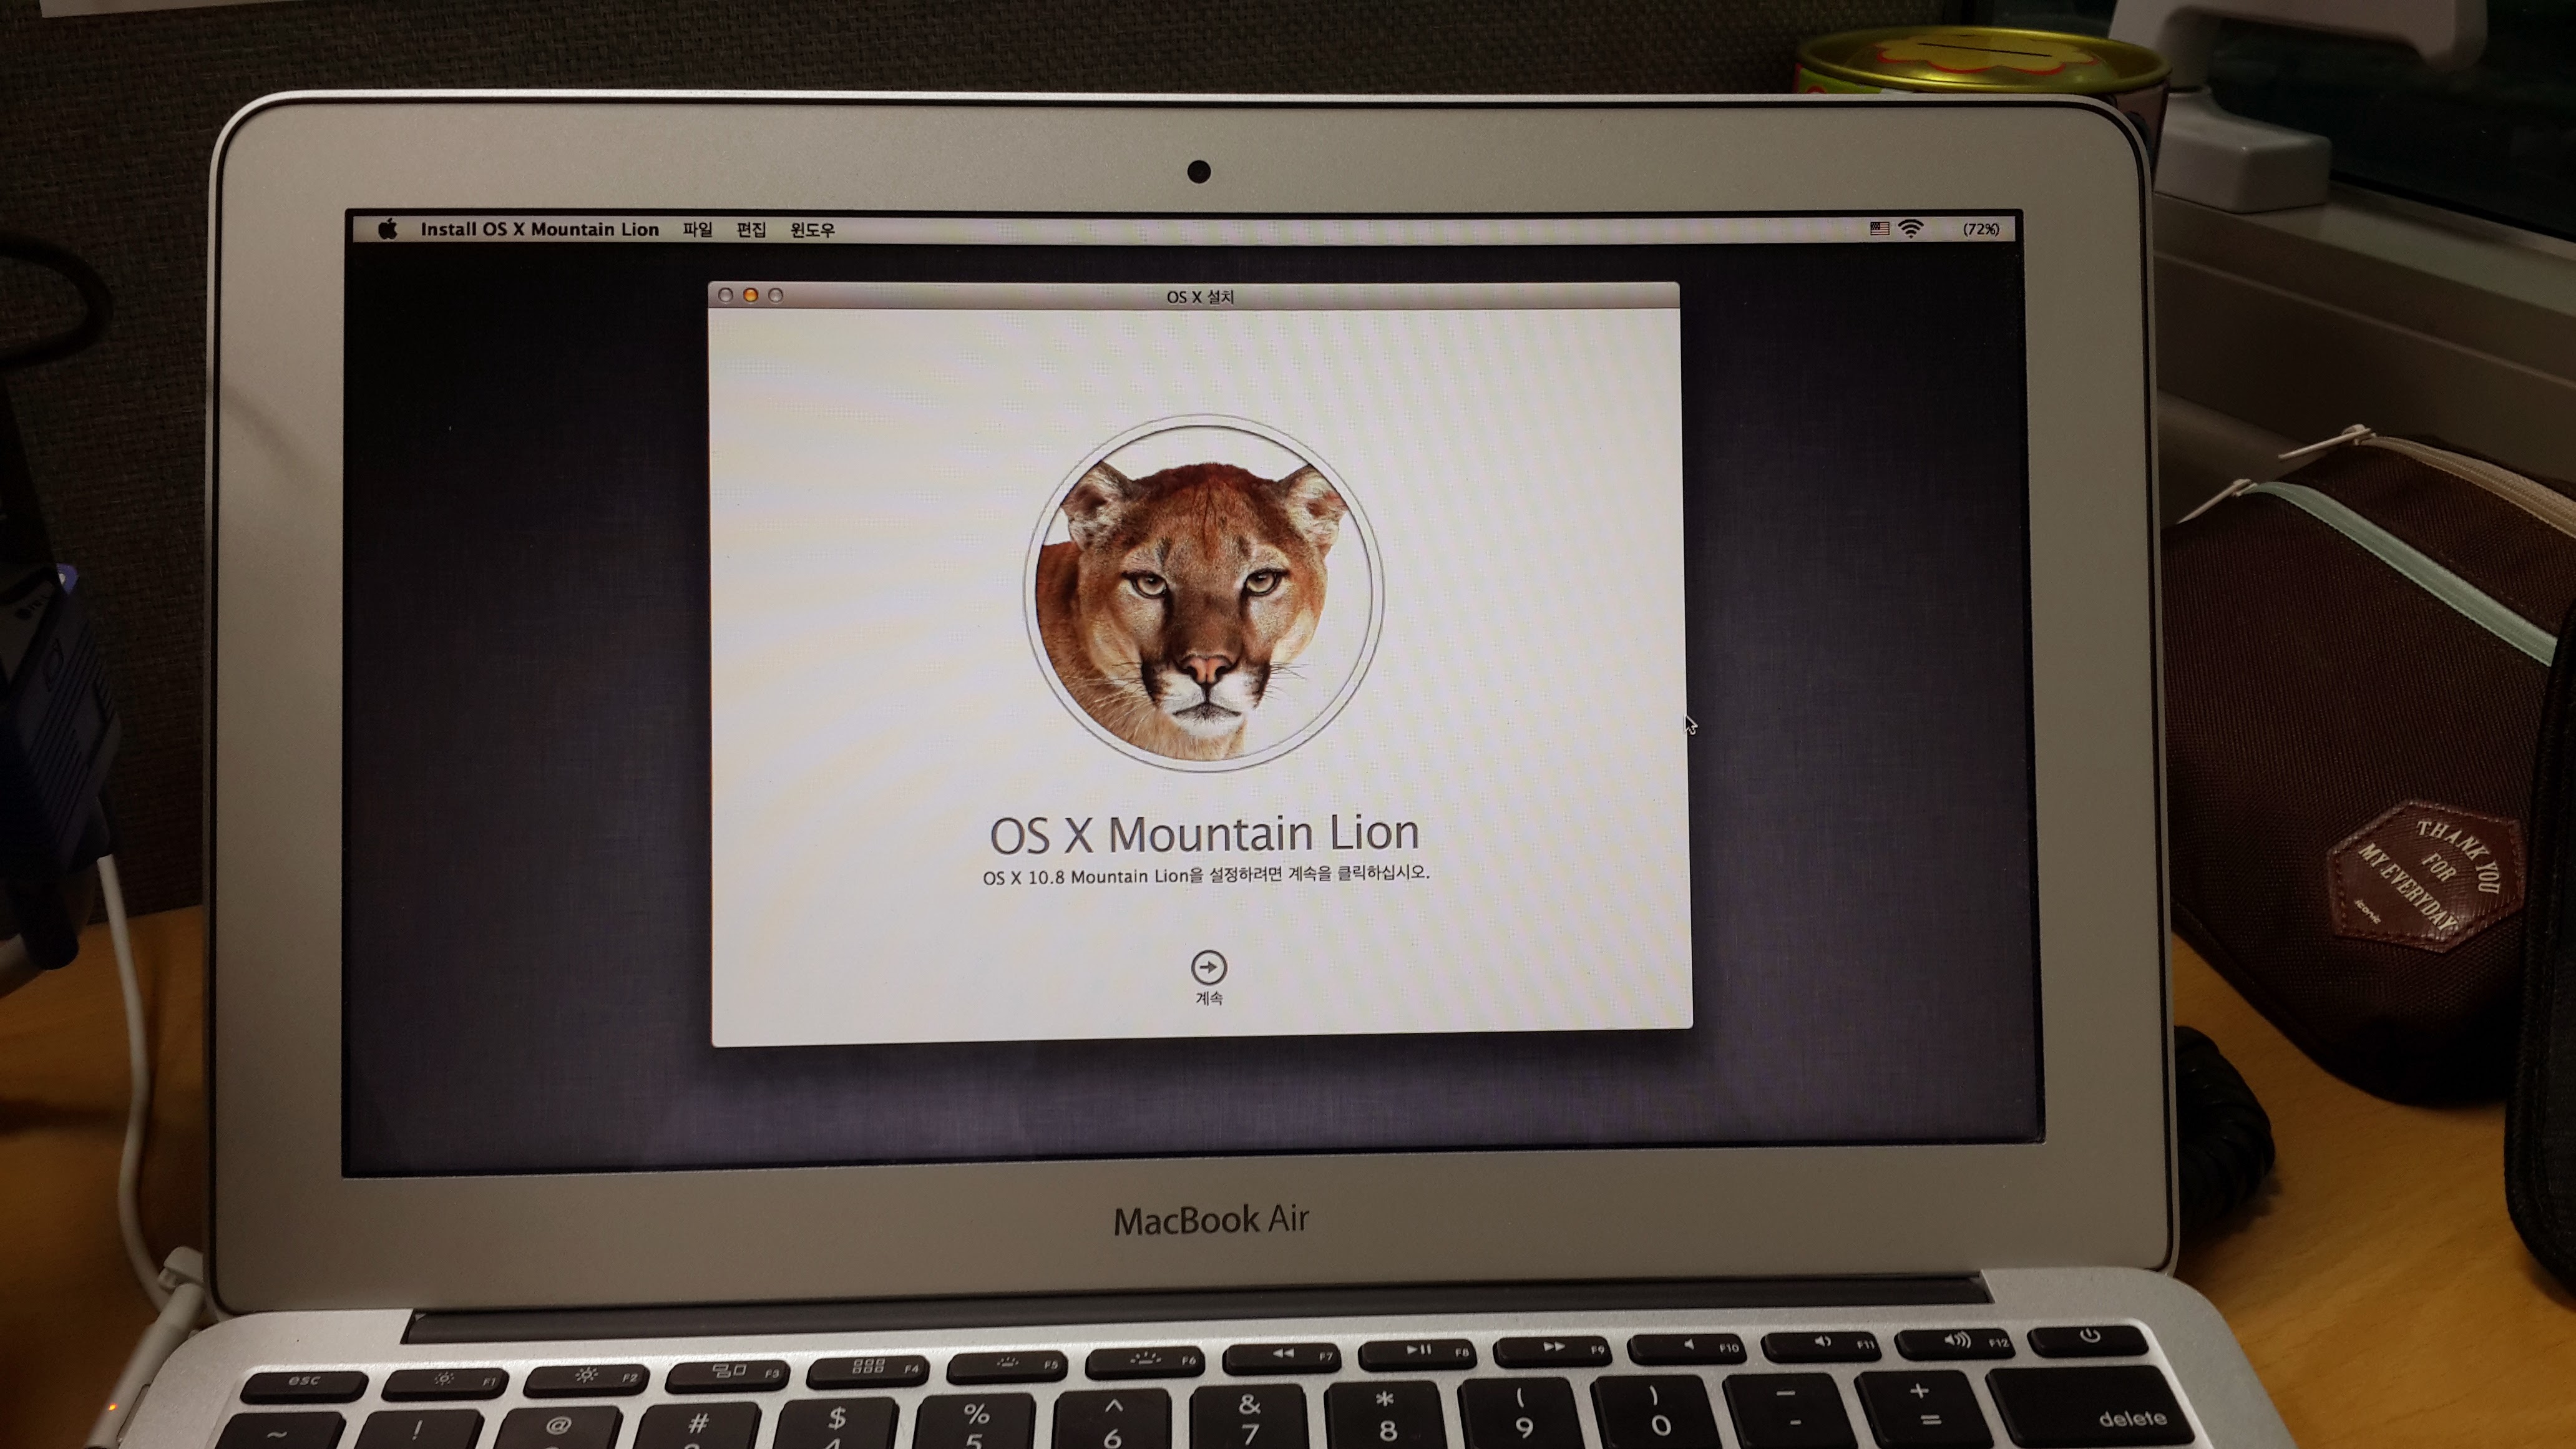 Install OS X Mountain Lion 파일 편집 윈도우 (72%)
OS X 설치
OS X Mountain Lion
OS X 10.8 Mountain Lion을 설정하려면 계속을 클릭하십시오.
계속
MacBook Air
THANK YOU
FOR
MY EVERYDAY
iconic
esc F1 F2 F3 F4 F5 F6 F7 F8 F9 F10 F11 F12
~ ! @ # $ % ^ & * ( ) – +
5 6 7 8 9 0 - = delete